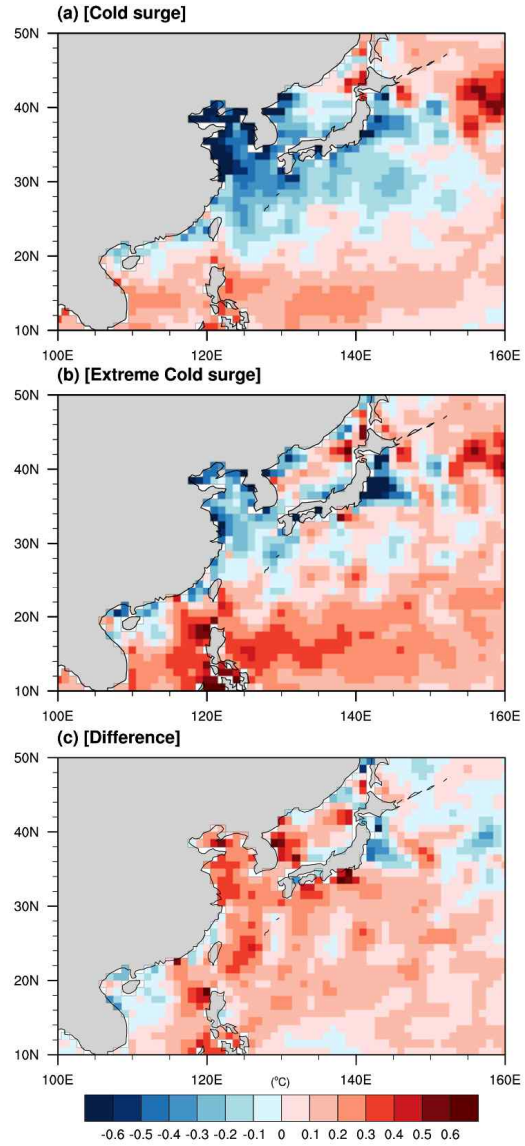 (a) [Cold surge]
50N
40N
30N
20N
10N
100E 120E 140E 160E
(b) [Extreme Cold surge]
50N
40N
30N
20N
10N
100E 120E 140E 160E
(c) [Difference]
50N
40N
30N
20N
10N
100E 120E 140E 160E
(°C)
-0.6 -0.5 -0.4 -0.3 -0.2 -0.1 0 0.1 0.2 0.3 0.4 0.5 0.6